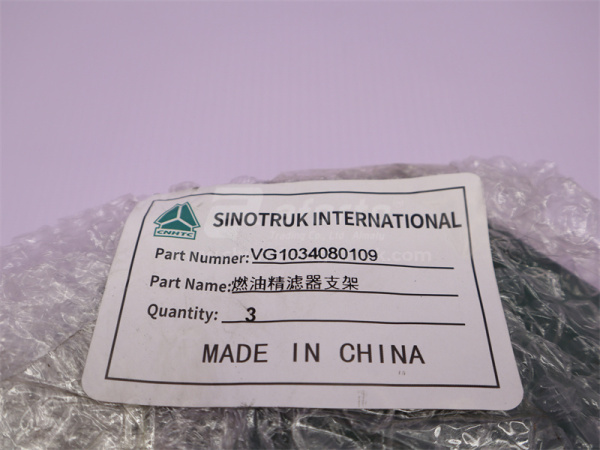 SINOTRUK INTERNATIONAL
CNHTC
Part Numner: VG1034080109
Part Name: 燃油精滤器支架
Quantity: 3
MADE IN CHINA